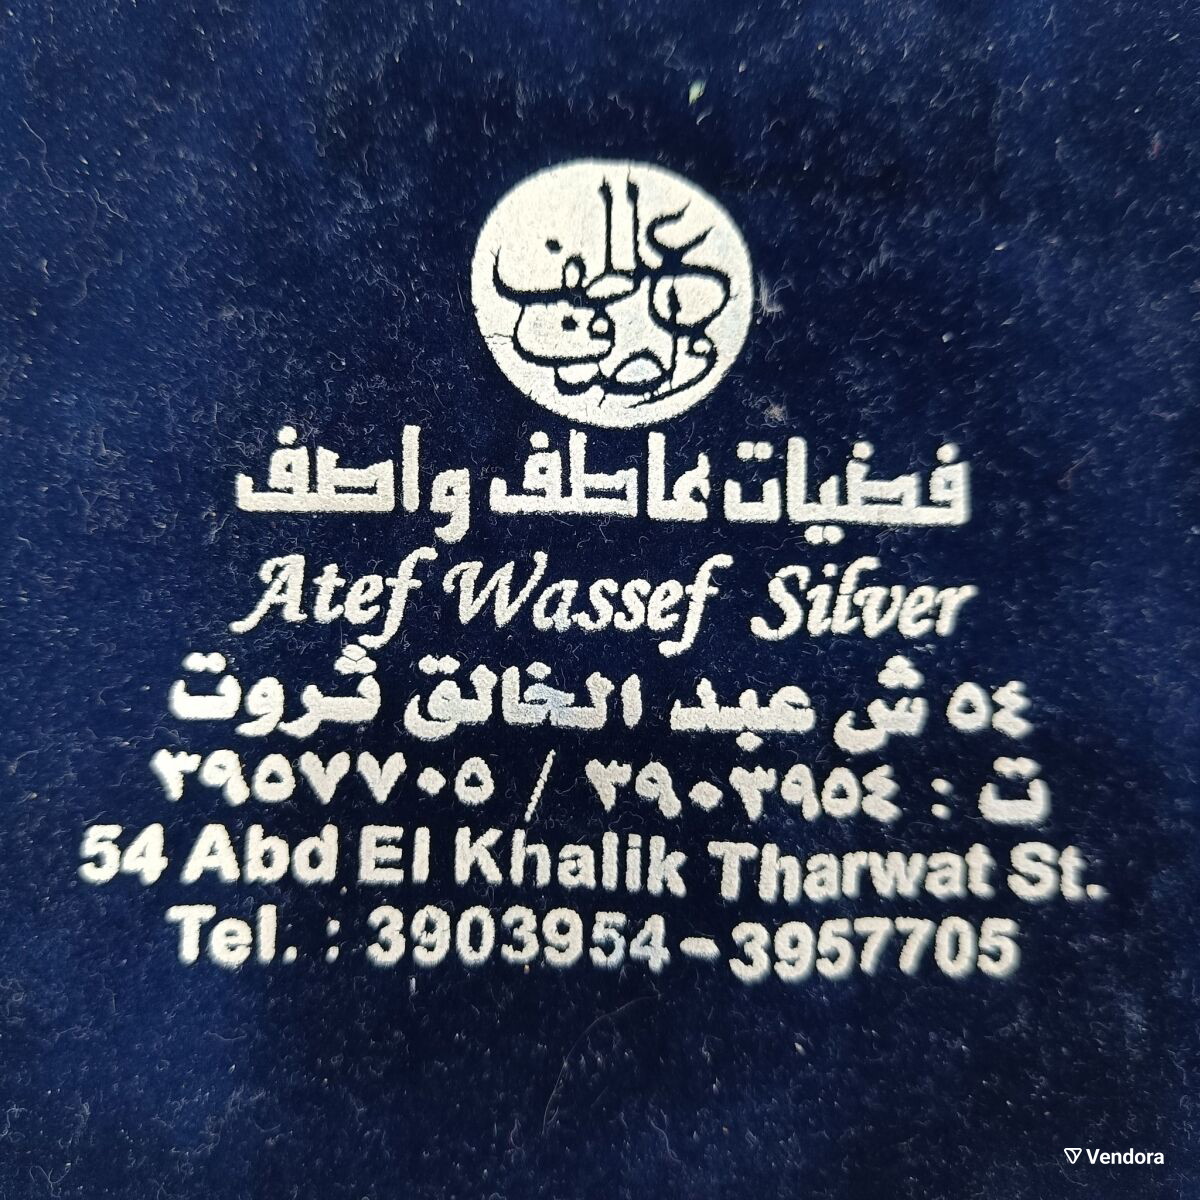 عاطف
واصف
فضيات عاطف واصف
Atef Wassef Silver
٥٤ ش عبد الخالق ثروت
ت : ٣٩٠٣٩٥٤ / ٣٩٥٧٧٠٥
54 Abd El Khalik Tharwat St.
Tel. : 3903954-3957705
Vendora